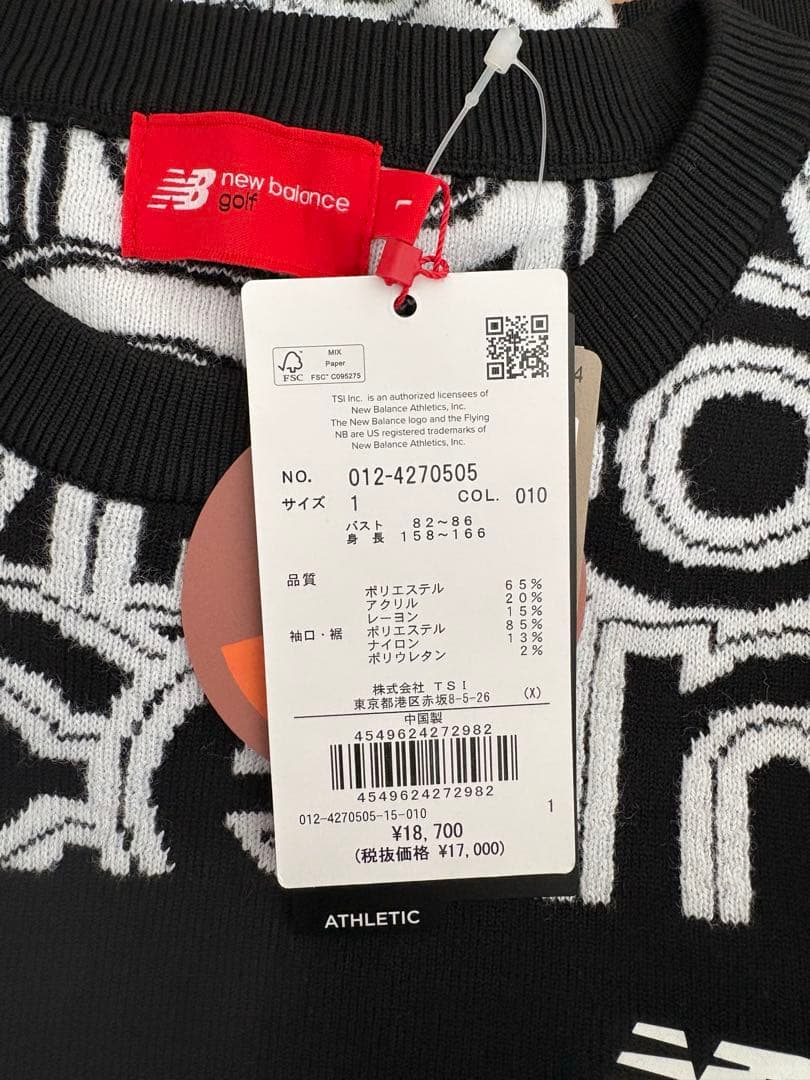 new balance
golf
1
MIX
Paper
FSC
FSC® C095275
4
TSI Inc. is an authorized licensees of
New Balance Athletics, Inc.
The New Balance logo and the Flying
NB are US registered trademarks of
New Balance Athletics, Inc.
NO. 012-4270505
サイズ 1 COL. 010
バスト 82～86
身長 158～166
品質
ポリエステル 65%
アクリル 20%
レーヨン 15%
袖口・裾 ポリエステル 85%
ナイロン 13%
ポリウレタン 2%
株式会社 TSI
東京都港区赤坂8-5-26 (X)
中国製
4549624272982
4549624272982
012-4270505-15-010 1
¥18,700
(税抜価格 ¥17,000)
ATHLETIC